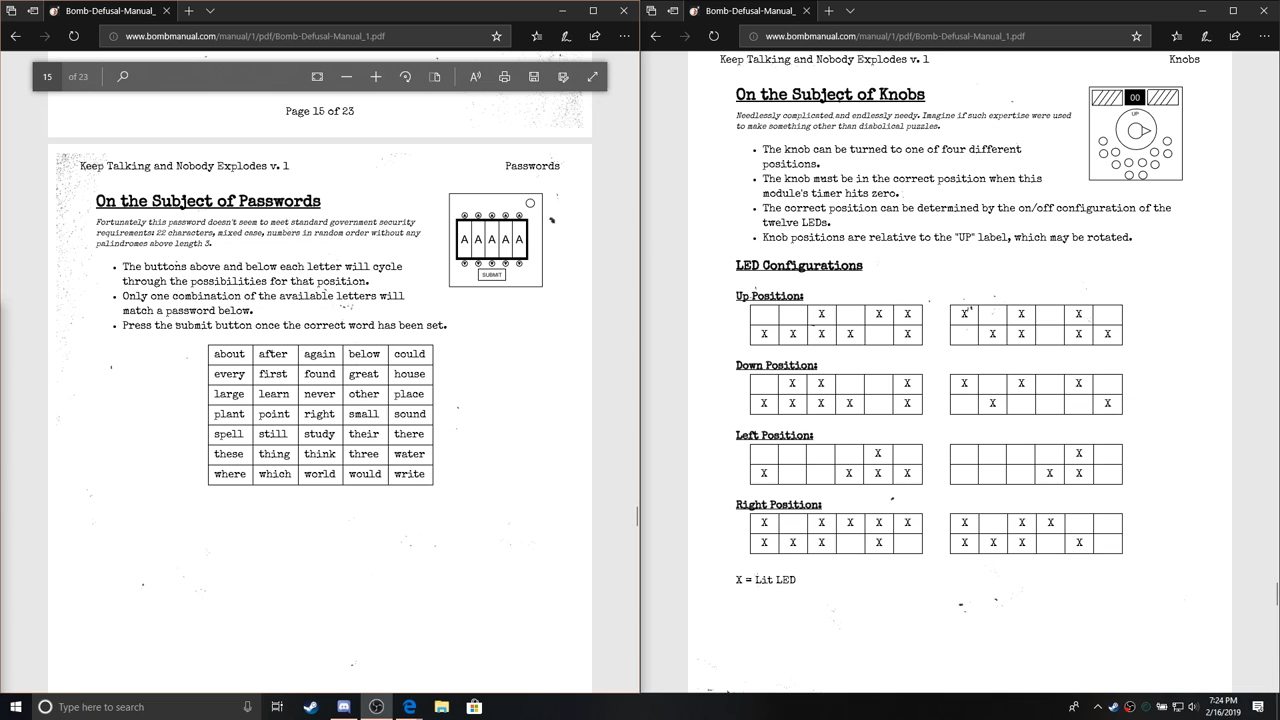 Bomb-Defusal-Manual_
www.bombmanual.com/manual/1/pdf/Bomb-Defusal-Manual_1.pdf
15 of 23
Page 15 of 23
Keep Talking and Nobody Explodes v. 1 Passwords
On the Subject of Passwords
Fortunately this password doesn't seem to meet standard government security
requirements: 22 characters, mixed case, numbers in random order without any
palindromes above length 3.
• The buttons above and below each letter will cycle
through the possibilities for that position.
• Only one combination of the available letters will
match a password below.
• Press the submit button once the correct word has been set.
A A A A A
SUBMIT
about after again below could
every first found great house
large learn never other place
plant point right small sound
spell still study their there
these thing think three water
where which world would write
Bomb-Defusal-Manual_
www.bombmanual.com/manual/1/pdf/Bomb-Defusal-Manual_1.pdf
Keep Talking and Nobody Explodes v. 1 Knobs
On the Subject of Knobs
Needlessly complicated and endlessly needy. Imagine if such expertise were used
to make something other than diabolical puzzles.
00
UP
• The knob can be turned to one of four different
positions.
• The knob must be in the correct position when this
module's timer hits zero.
• The correct position can be determined by the on/off configuration of the
twelve LEDs.
• Knob positions are relative to the "UP" label, which may be rotated.
LED Configurations
Up Position:
X X X X X X
X X X X X X X X X
Down Position:
X X X X X X
X X X X X X X
Left Position:
X X
X X X X X X
Right Position:
X X X X X X X X
X X X X X X X X
X = Lit LED
Type here to search
7:24 PM
2/16/2019